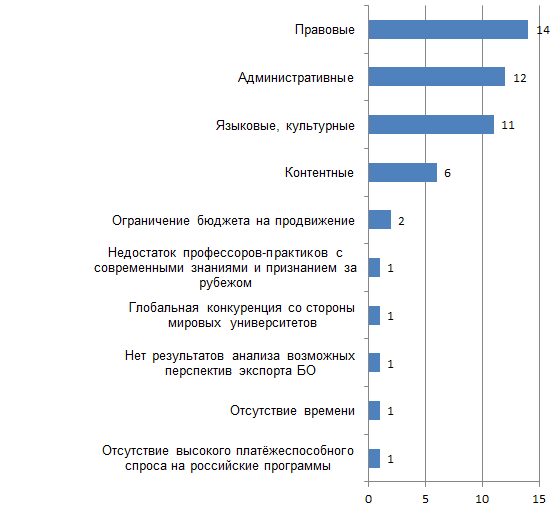 Правовые 14
Административные 12
Языковые, культурные 11
Контентные 6
Ограничение бюджета на продвижение 2
Недостаток профессоров-практиков с
современными знаниями и признанием за
рубежом
1
Глобальная конкуренция со стороны
мировых университетов
1
Нет результатов анализа возможных
перспектив экспорта БО
1
Отсутствие времени 1
Отсутствие высокого платёжеспособного
спроса на российские программы
1
0 5 10 15